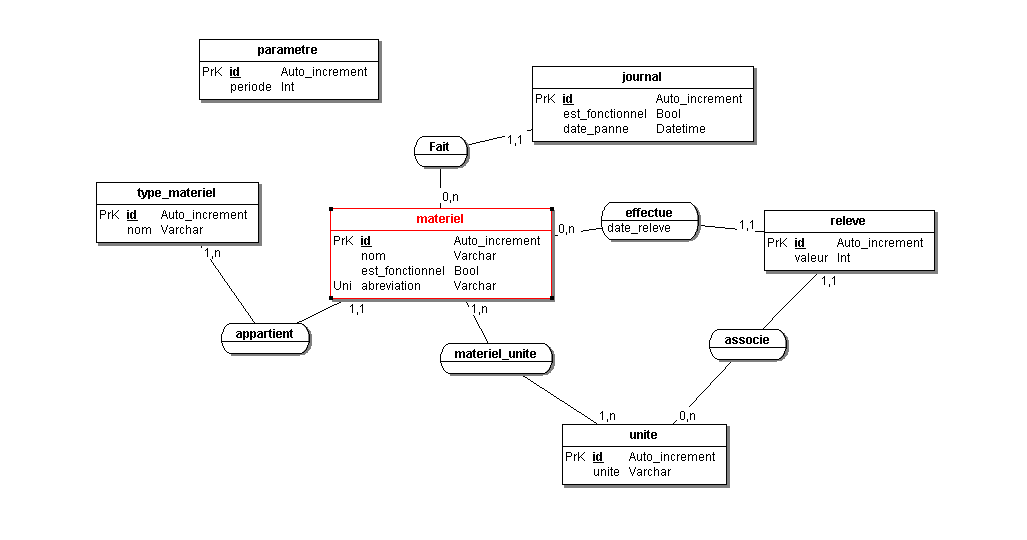 parametre
PrK id Auto_increment
periode Int
journal
PrK id Auto_increment
est_fonctionnel Bool
date_panne Datetime
1,1
Fait
0,n
type_materiel
PrK id Auto_increment
nom Varchar
1,n
materiel
PrK id Auto_increment
nom Varchar
est_fonctionnel Bool
Uni abreviation Varchar
0,n
effectue
date_releve
1,1
releve
PrK id Auto_increment
valeur Int
1,1
1,1
1,n
appartient
materiel_unite
associe
1,n
0,n
unite
PrK id Auto_increment
unite Varchar